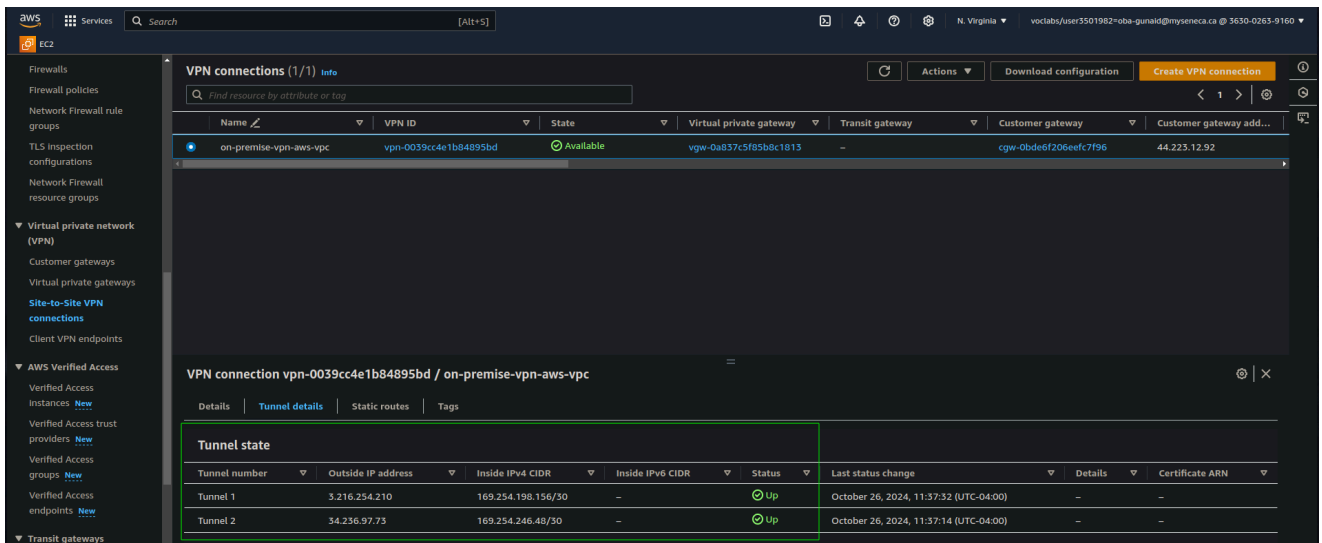 aws Services Search [Alt+S] N. Virginia ▼ voclabs/user3501982=oba-gunaid@myseneca.ca @ 3630-0263-9160 ▼
EC2
Firewalls
Firewall policies
Network Firewall rule
groups
TLS inspection
configurations
Network Firewall
resource groups
▼ Virtual private network
(VPN)
Customer gateways
Virtual private gateways
Site-to-Site VPN
connections
Client VPN endpoints
▼ AWS Verified Access
Verified Access
instances New
Verified Access trust
providers New
Verified Access
groups New
Verified Access
endpoints New
▼ Transit gateways
VPN connections (1/1) Info
Actions ▼ Download configuration Create VPN connection
Find resource by attribute or tag
< 1 >
Name VPN ID State Virtual private gateway Transit gateway Customer gateway Customer gateway add...
on-premise-vpn-aws-vpc vpn-0039cc4e1b84895bd Available vgw-0a837c5f85b8c1813 – cgw-0bde6f206eefc7f96 44.223.12.92
VPN connection vpn-0039cc4e1b84895bd / on-premise-vpn-aws-vpc
Details Tunnel details Static routes Tags
Tunnel state
Tunnel number Outside IP address Inside IPv4 CIDR Inside IPv6 CIDR Status Last status change Details Certificate ARN
Tunnel 1 3.216.254.210 169.254.198.156/30 – Up October 26, 2024, 11:37:32 (UTC-04:00) – –
Tunnel 2 34.236.97.73 169.254.246.48/30 – Up October 26, 2024, 11:37:14 (UTC-04:00) – –